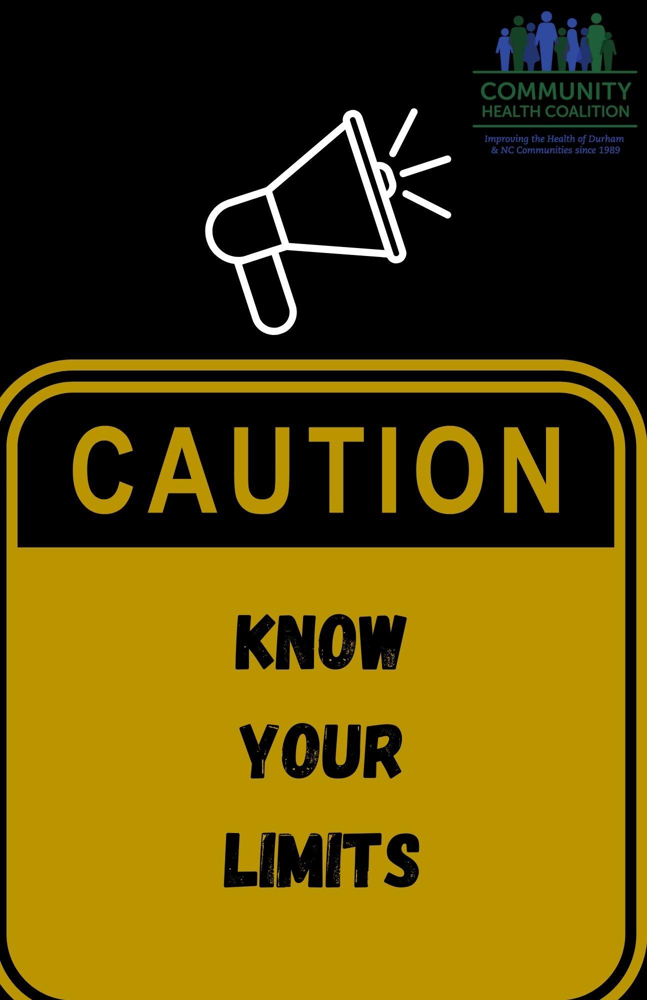 COMMUNITY
HEALTH COALITION
Improving the Health of Durham
& NC Communities since 1989
CAUTION
KNOW
YOUR
LIMITS